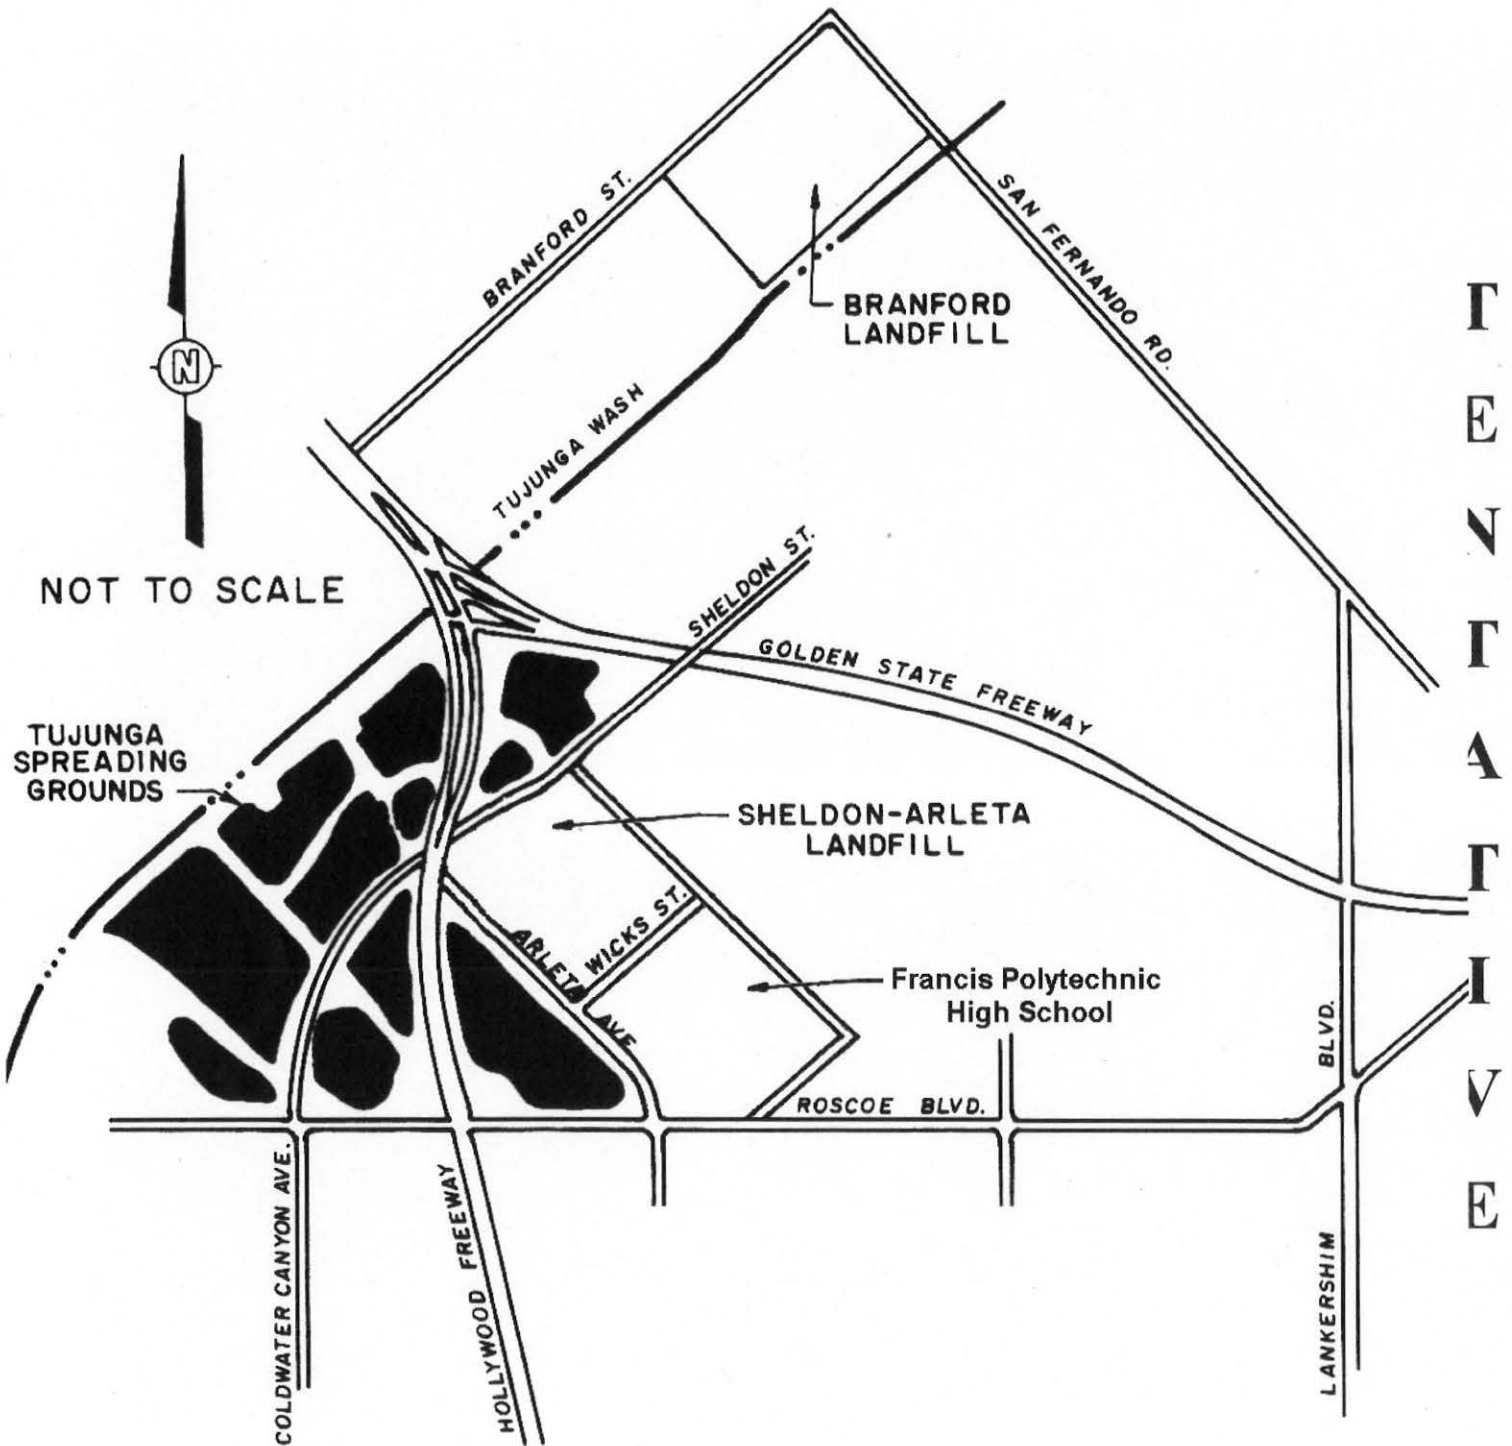 BRANFORD ST.
SAN FERNANDO RD.
BRANFORD
LANDFILL
N
TUJUNGA WASH
NOT TO SCALE
SHELDON ST.
GOLDEN STATE FREEWAY
TUJUNGA
SPREADING
GROUNDS
SHELDON-ARLETA
LANDFILL
WICKS ST.
ARLETA AVE
Francis Polytechnic
High School
ROSCOE BLVD.
LANKERSHIM BLVD.
COLDWATER CANYON AVE.
HOLLYWOOD FREEWAY
TENTATIVE